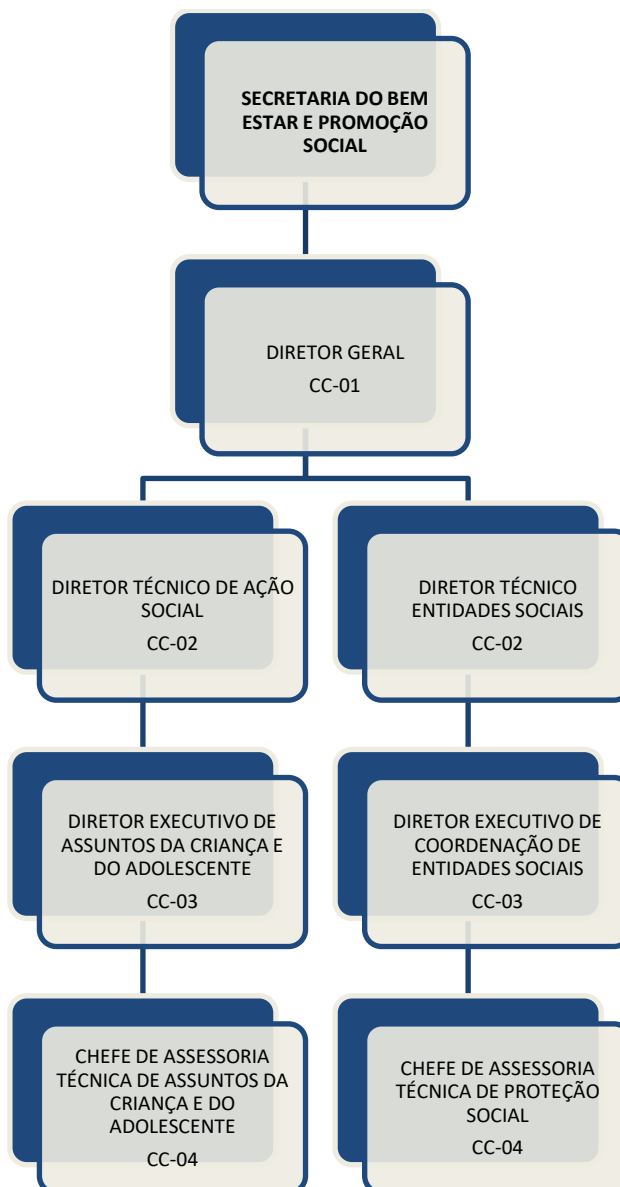 SECRETARIA DO BEM
ESTAR E PROMOÇÃO
SOCIAL
DIRETOR GERAL
CC-01
DIRETOR TÉCNICO DE AÇÃO
SOCIAL
CC-02
DIRETOR TÉCNICO
ENTIDADES SOCIAIS
CC-02
DIRETOR EXECUTIVO DE
ASSUNTOS DA CRIANÇA E
DO ADOLESCENTE
CC-03
DIRETOR EXECUTIVO DE
COORDENAÇÃO DE
ENTIDADES SOCIAIS
CC-03
CHEFE DE ASSESSORIA
TÉCNICA DE ASSUNTOS DA
CRIANÇA E DO
ADOLESCENTE
CC-04
CHEFE DE ASSESSORIA
TÉCNICA DE PROTEÇÃO
SOCIAL
CC-04